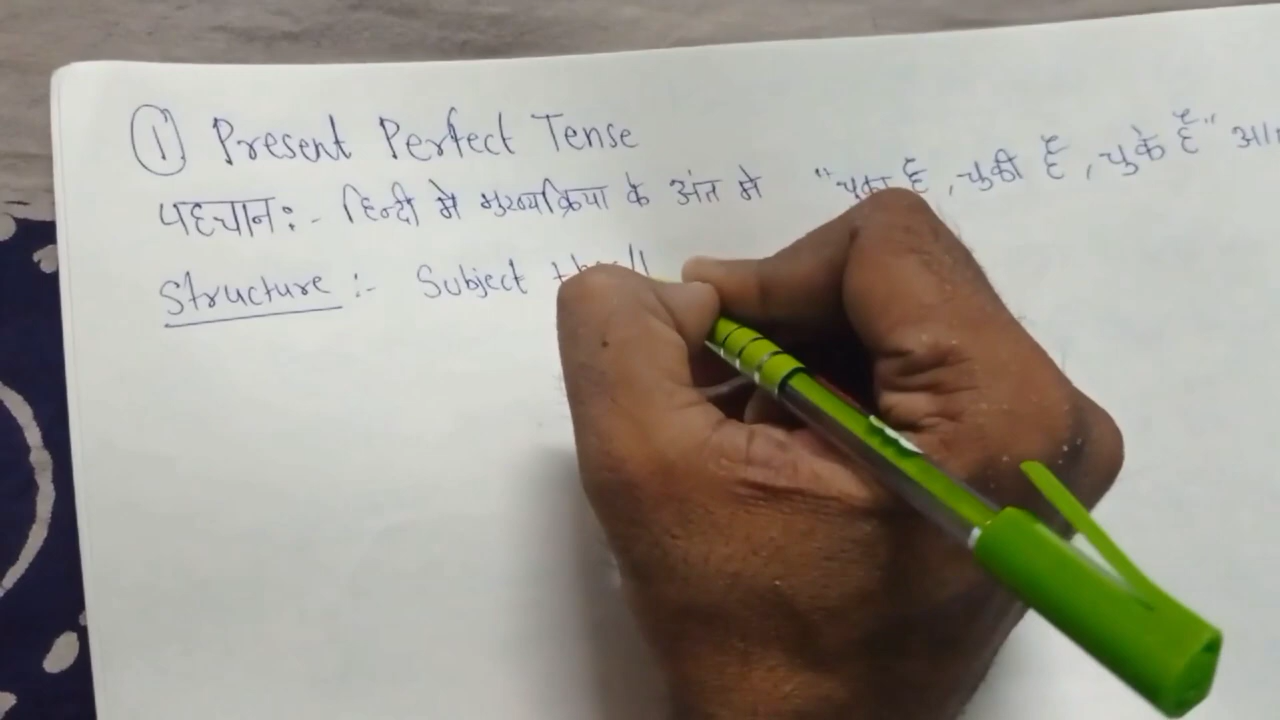 ① Present Perfect Tense
पहचान :- हिन्दी मे मुख्यक्रिया के अंत मे "चुका है, चुकी है, चुके है"
Structure :- Subject